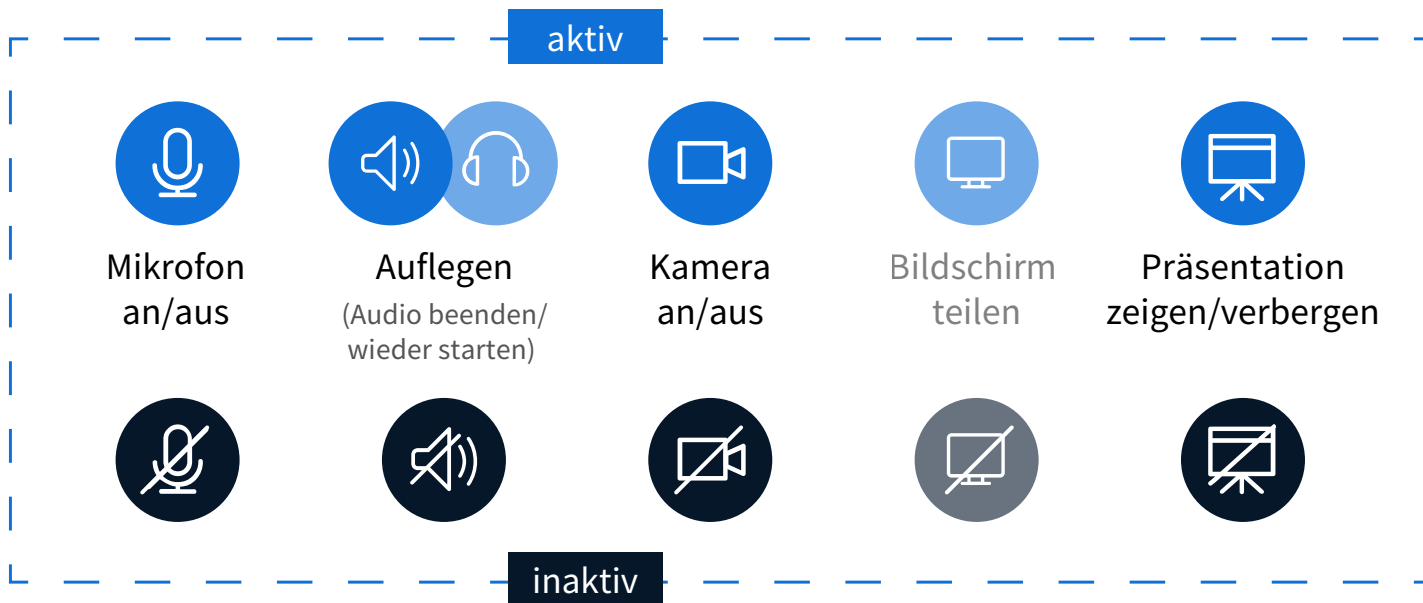 aktiv
Mikrofon
an/aus
Auflegen
(Audio beenden/
wieder starten)
Kamera
an/aus
Bildschirm
teilen
Präsentation
zeigen/verbergen
inaktiv